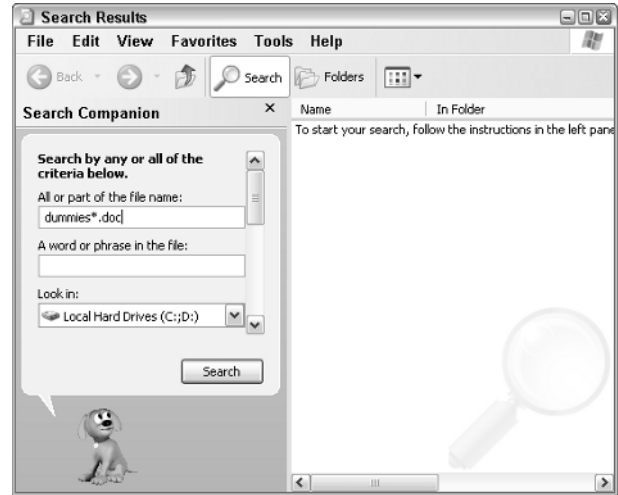 Search Results
File Edit View Favorites Tools Help
Back Search Folders
Search Companion
Name In Folder
To start your search, follow the instructions in the left pane
Search by any or all of the
criteria below.
All or part of the file name:
dummies*.doc
A word or phrase in the file:
Look in:
Local Hard Drives (C:;D:)
Search